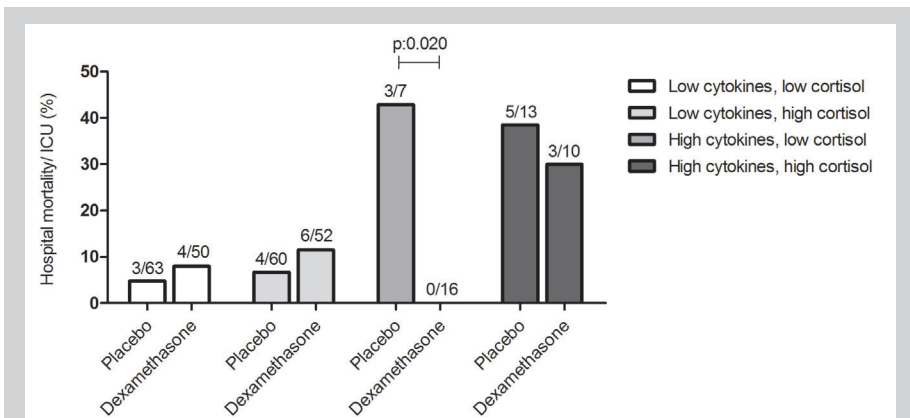 p:0.020
Hospital mortality/ ICU (%)
50
40
30
20
10
0
3/63
4/50
4/60
6/52
3/7
0/16
5/13
3/10
Placebo
Dexamethasone
Placebo
Dexamethasone
Placebo
Dexamethasone
Placebo
Dexamethasone
Low cytokines, low cortisol
Low cytokines, high cortisol
High cytokines, low cortisol
High cytokines, high cortisol